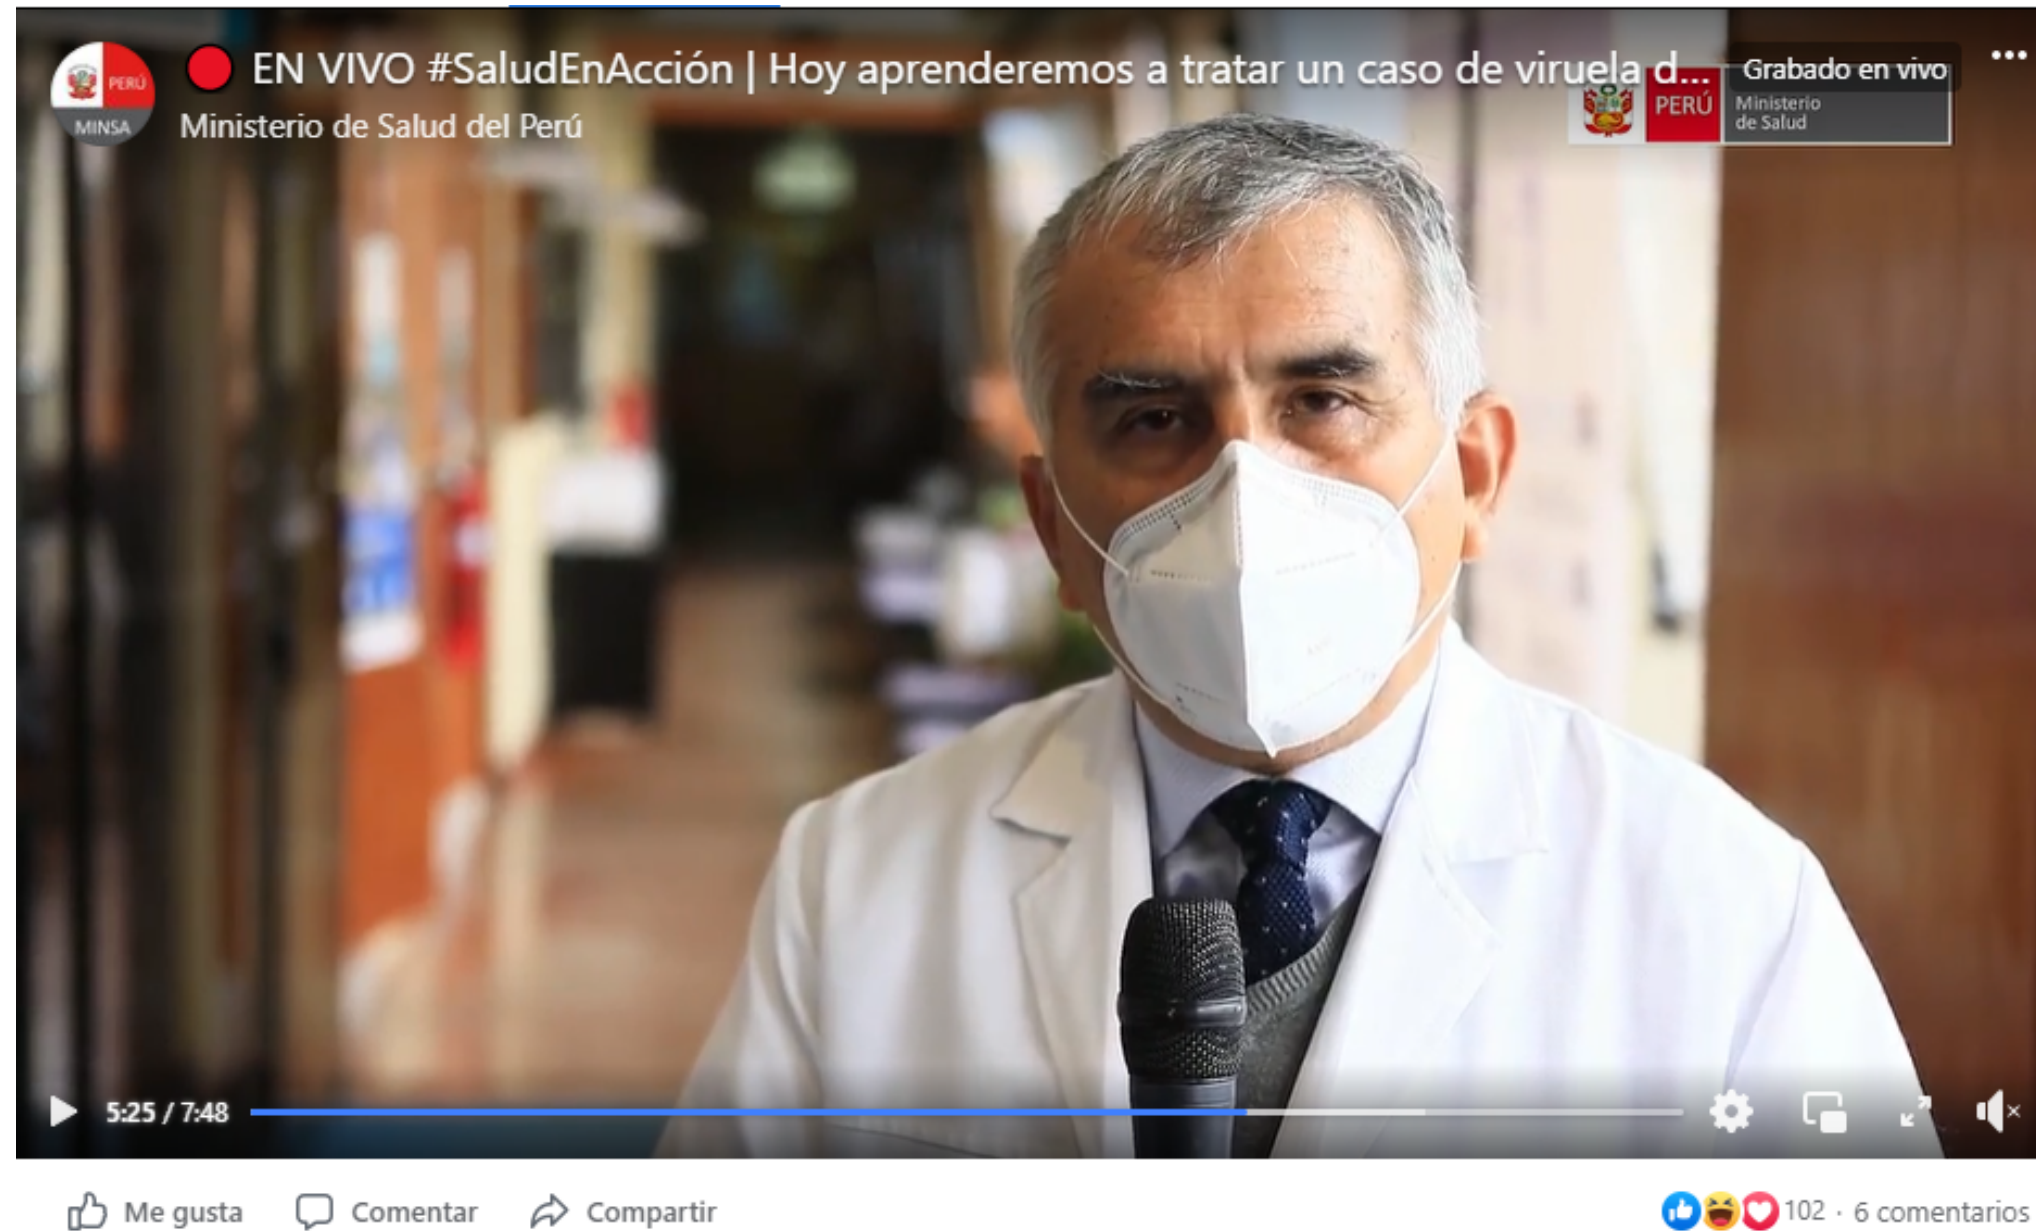 EN VIVO #SaludEnAcción | Hoy aprenderemos a tratar un caso de viruela d...
Grabado en vivo
PERÚ
MINSA
Ministerio de Salud del Perú
PERÚ
Ministerio
de Salud
5:25 / 7:48
Me gusta
Comentar
Compartir
102 · 6 comentarios